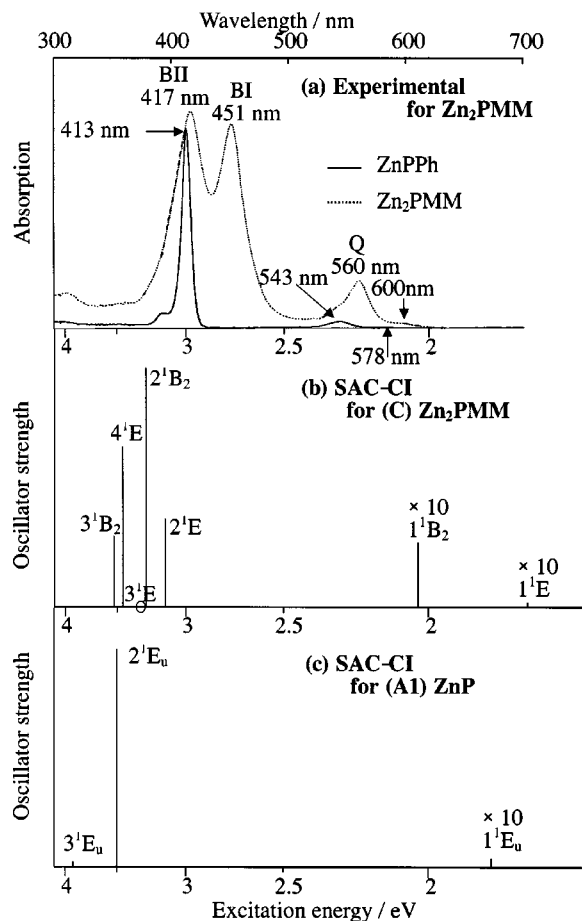 Wavelength / nm
300 400 500 600 700
BII
417 nm
BI
451 nm
(a) Experimental
for Zn₂PMM
413 nm
ZnPPh
Zn₂PMM
Absorption
Q
543 nm
560 nm
600nm
578 nm
4 3 2.5 2
2¹B₂
(b) SAC-CI
for (C) Zn₂PMM
4¹E
3¹B₂
2¹E
3¹E
× 10
1¹B₂
× 10
1¹E
Oscillator strength
4 3 2.5 2
2¹Eᵤ
(c) SAC-CI
for (A1) ZnP
Oscillator strength
3¹Eᵤ
× 10
1¹Eᵤ
4 3 2.5 2
Excitation energy / eV